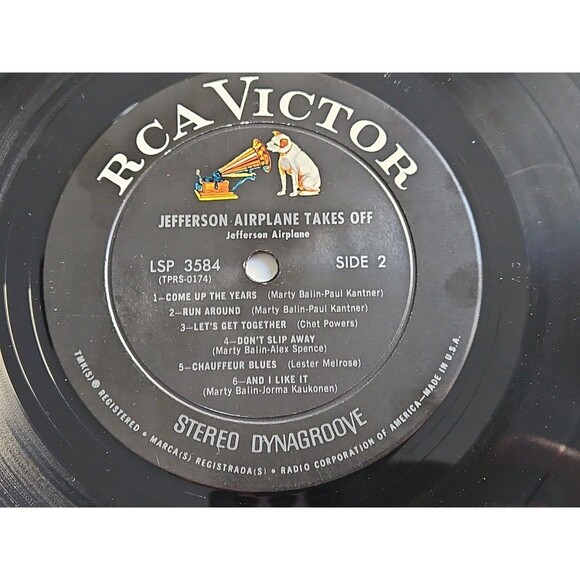 RCA VICTOR
JEFFERSON AIRPLANE TAKES OFF
Jefferson Airplane
LSP 3584
(TPRS-0174)
SIDE 2
1—COME UP THE YEARS (Marty Balin-Paul Kantner)
2—RUN AROUND (Marty Balin-Paul Kantner)
3—LET'S GET TOGETHER (Chet Powers)
4—DON'T SLIP AWAY
(Marty Balin-Alex Spence)
5—CHAUFFEUR BLUES (Lester Melrose)
6—AND I LIKE IT
(Marty Balin-Jorma Kaukonen)
STEREO DYNAGROOVE
TMK(S) ® REGISTERED • MARCA(S) REGISTRADA(S) • RADIO CORPORATION OF AMERICA—MADE IN U.S.A.